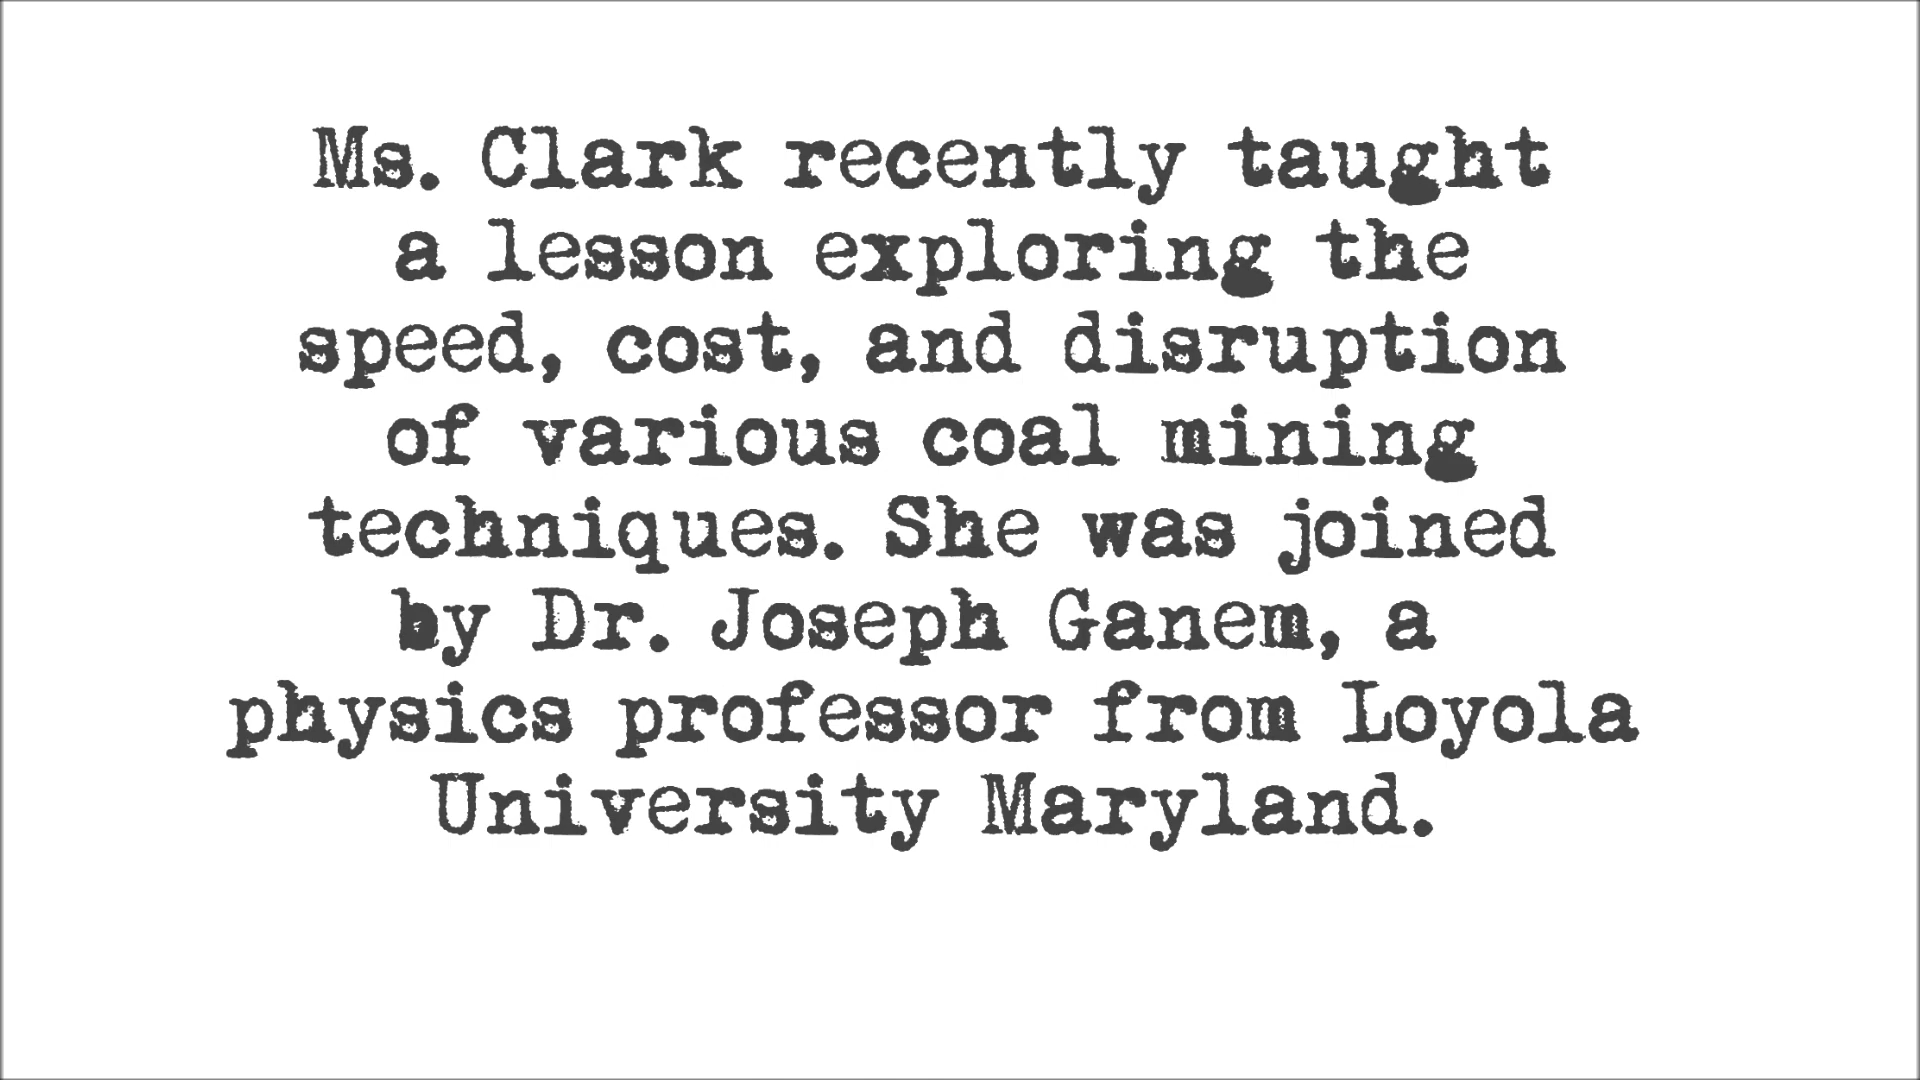 Ms. Clark recently taught
a lesson exploring the
speed, cost, and disruption
of various coal mining
techniques. She was joined
by Dr. Joseph Ganem, a
physics professor from Loyola
University Maryland.